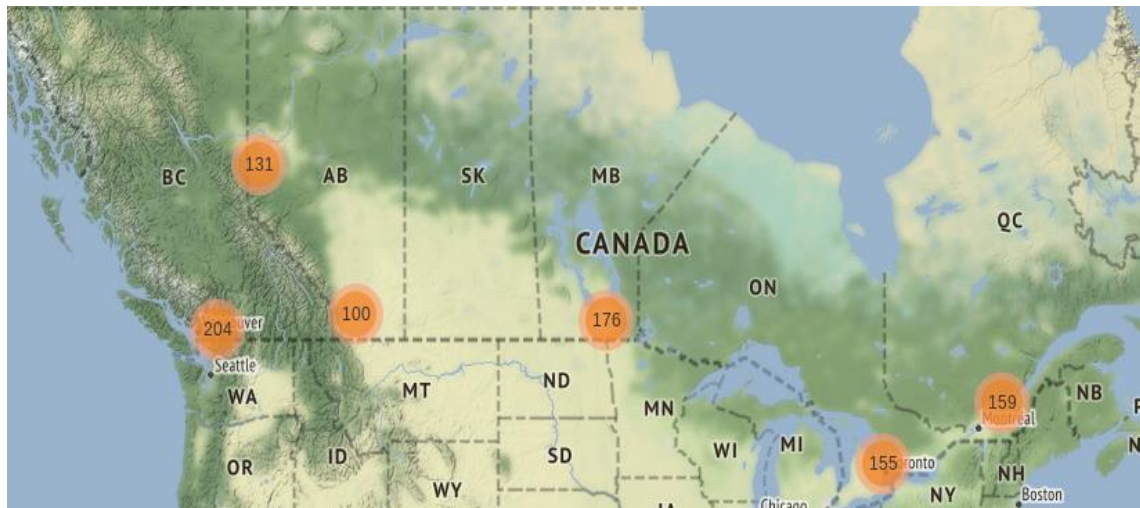 131
BC
AB
SK
MB
QC
CANADA
ON
100
176
204
Seattle
WA
MT
ND
MN
NB
159
Montreal
OR
ID
SD
WI
MI
155
NH
WY
NY
Boston
Chicago
IA